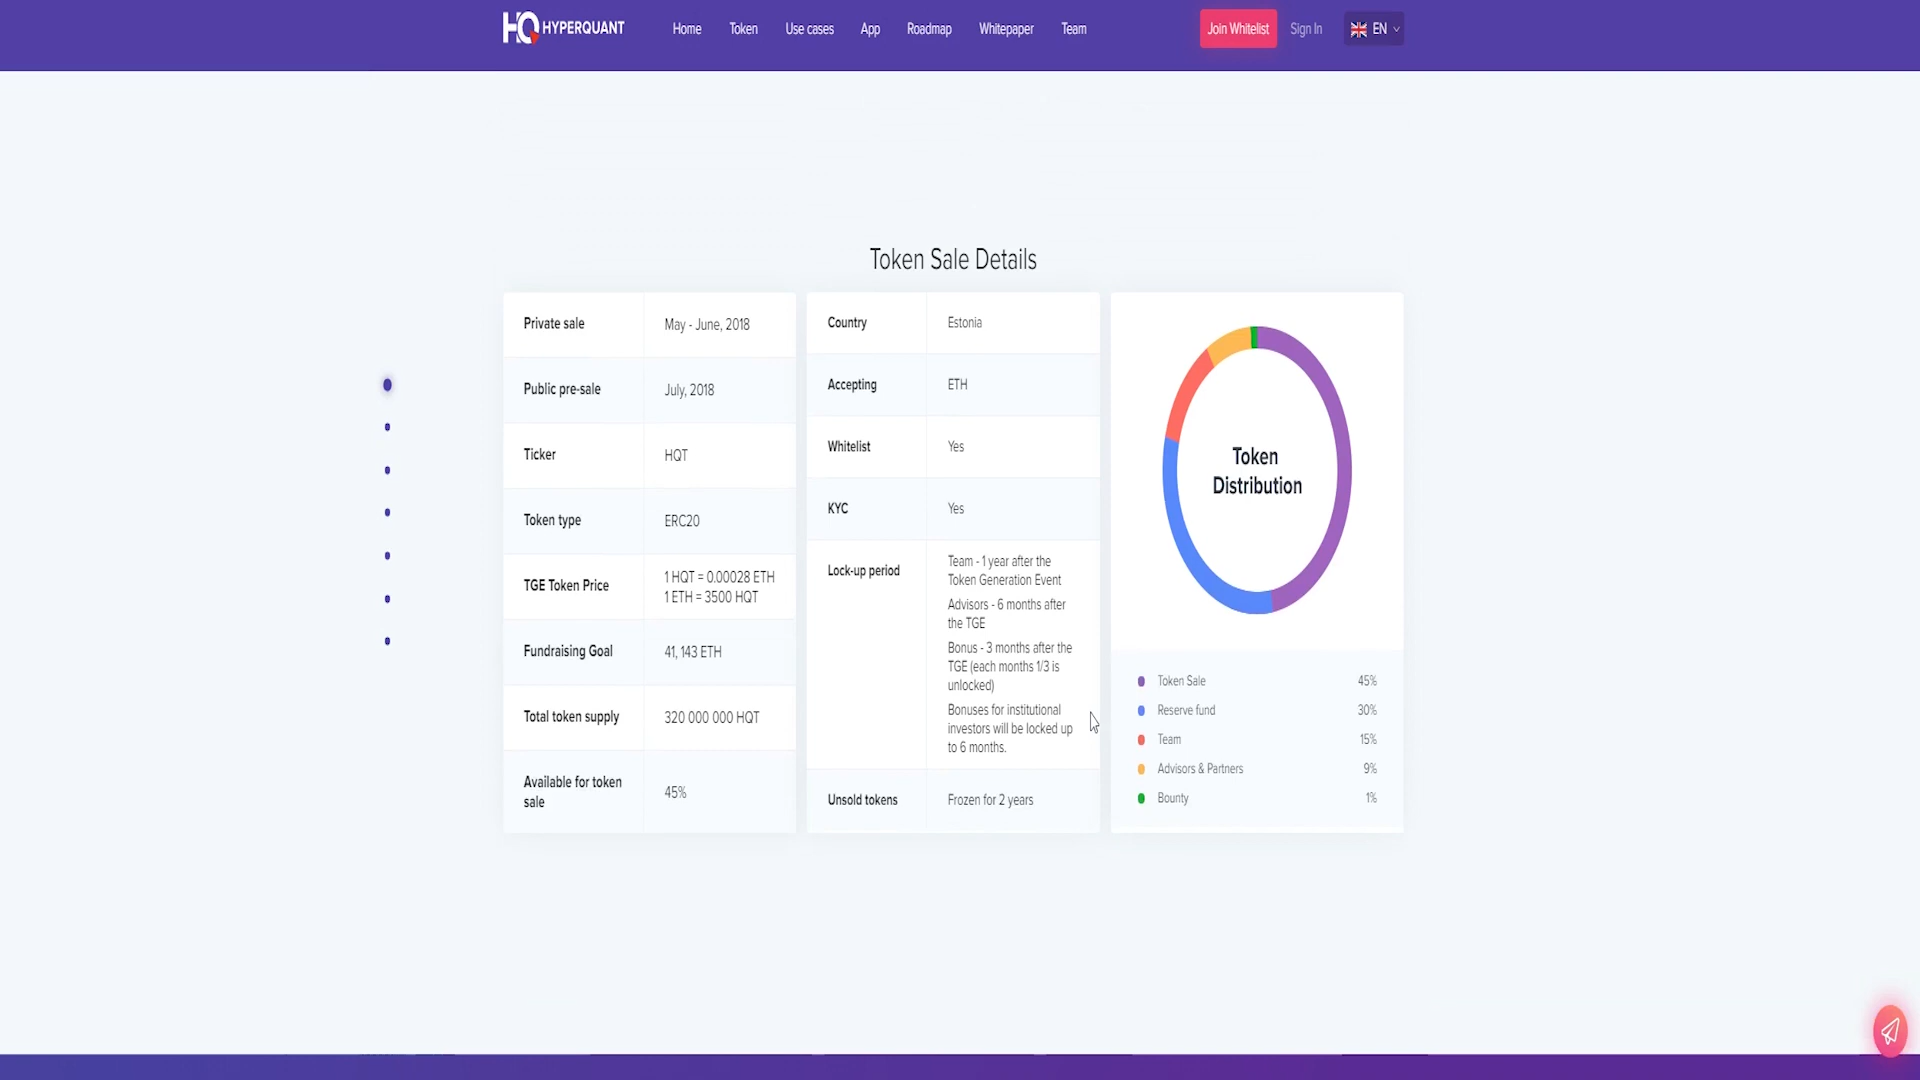 HQ HYPERQUANT
Home Token Use cases App Roadmap Whitepaper Team
Join Whitelist Sign In EN
Token Sale Details
Private sale May - June, 2018
Public pre-sale July, 2018
Ticker HQT
Token type ERC20
TGE Token Price 1 HQT = 0.00028 ETH
1 ETH = 3500 HQT
Fundraising Goal 41, 143 ETH
Total token supply 320 000 000 HQT
Available for token
sale
45%
Country Estonia
Accepting ETH
Whitelist Yes
KYC Yes
Lock-up period
Team - 1 year after the
Token Generation Event
Advisors - 6 months after
the TGE
Bonus - 3 months after the
TGE (each months 1/3 is
unlocked)
Bonuses for institutional
investors will be locked up
to 6 months.
Unsold tokens Frozen for 2 years
Token
Distribution
Token Sale 45%
Reserve fund 30%
Team 15%
Advisors & Partners 9%
Bounty 1%